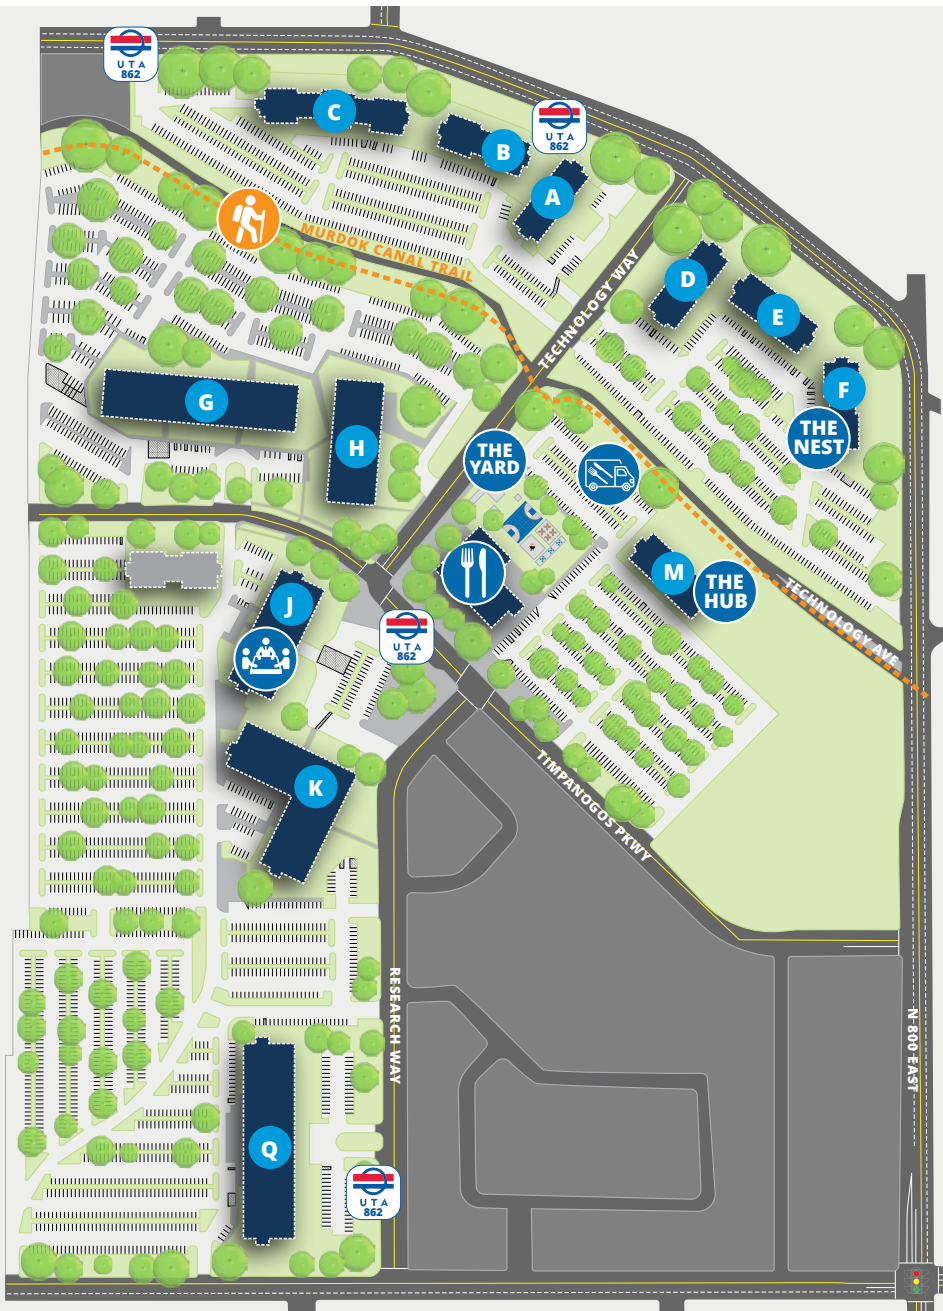 UTA
862
C
B
UTA
862
A
MURDOK CANAL TRAIL
TECHNOLOGY WAY
D
E
F
THE
NEST
G
H
THE
YARD
M
THE
HUB
TECHNOLOGY AVE
J
UTA
862
K
TIMPANOGOS PKWY
RESEARCH WAY
N 800 EAST
Q
UTA
862